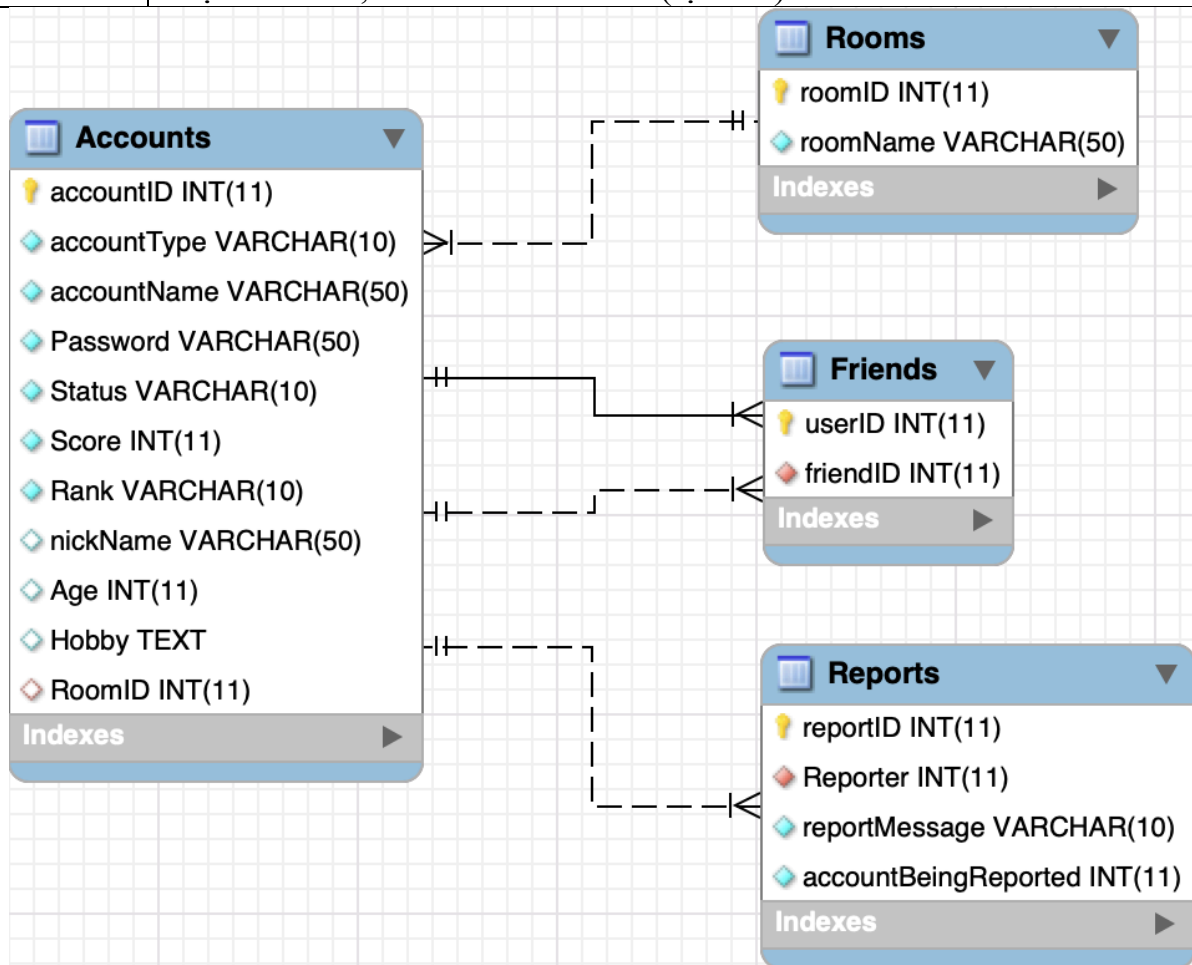 Accounts
accountID INT(11)
accountType VARCHAR(10)
accountName VARCHAR(50)
Password VARCHAR(50)
Status VARCHAR(10)
Score INT(11)
Rank VARCHAR(10)
nickName VARCHAR(50)
Age INT(11)
Hobby TEXT
RoomID INT(11)
Indexes
Rooms
roomID INT(11)
roomName VARCHAR(50)
Indexes
Friends
userID INT(11)
friendID INT(11)
Indexes
Reports
reportID INT(11)
Reporter INT(11)
reportMessage VARCHAR(10)
accountBeingReported INT(11)
Indexes